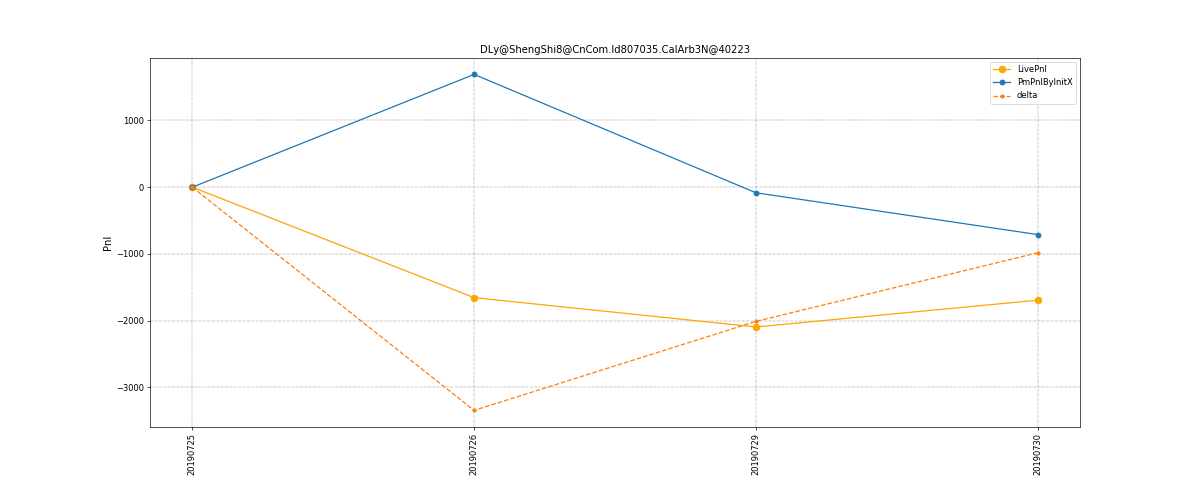 DLy@ShengShi8@CnCom.Id807035.CalArb3N@40223
LivePnl
PmPnlByInitX
delta
Pnl
1000
0
−1000
−2000
−3000
20190725
20190726
20190729
20190730